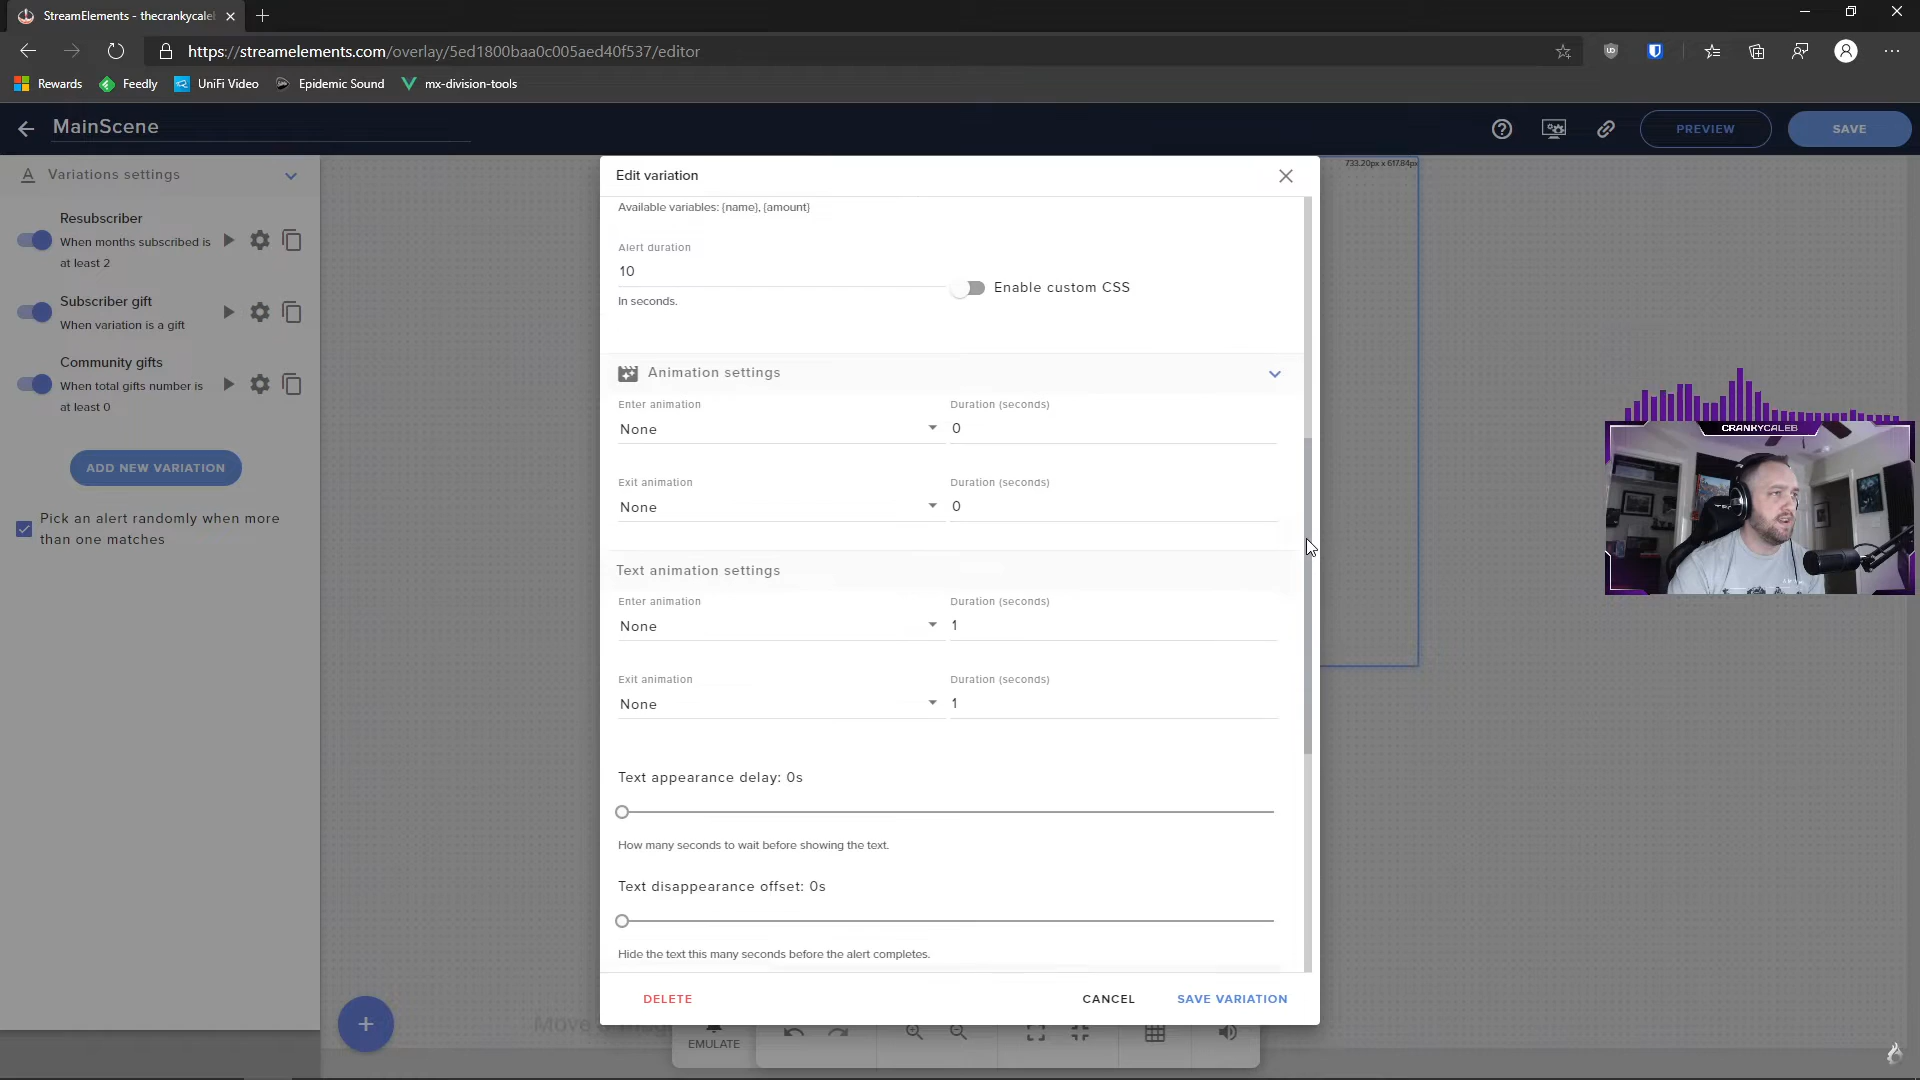 StreamElements - thecrankycaleb
https://streamelements.com/overlay/5ed1800baa0c005aed40f537/editor
Rewards
Feedly
UniFi Video
Epidemic Sound
mx-division-tools
MainScene
PREVIEW
SAVE
Variations settings
Resubscriber
When months subscribed is
at least 2
Subscriber gift
When variation is a gift
Community gifts
When total gifts number is
at least 0
ADD NEW VARIATION
Pick an alert randomly when more
than one matches
733.20px x 617.84px
Edit variation
Available variables: {name}, {amount}
Alert duration
10
In seconds.
Enable custom CSS
Animation settings
Enter animation
Duration (seconds)
None
0
Exit animation
Duration (seconds)
None
0
Text animation settings
Enter animation
Duration (seconds)
None
1
Exit animation
Duration (seconds)
None
1
Text appearance delay: 0s
How many seconds to wait before showing the text.
Text disappearance offset: 0s
Hide the text this many seconds before the alert completes.
DELETE
CANCEL
SAVE VARIATION
EMULATE
CRANKYCALEB